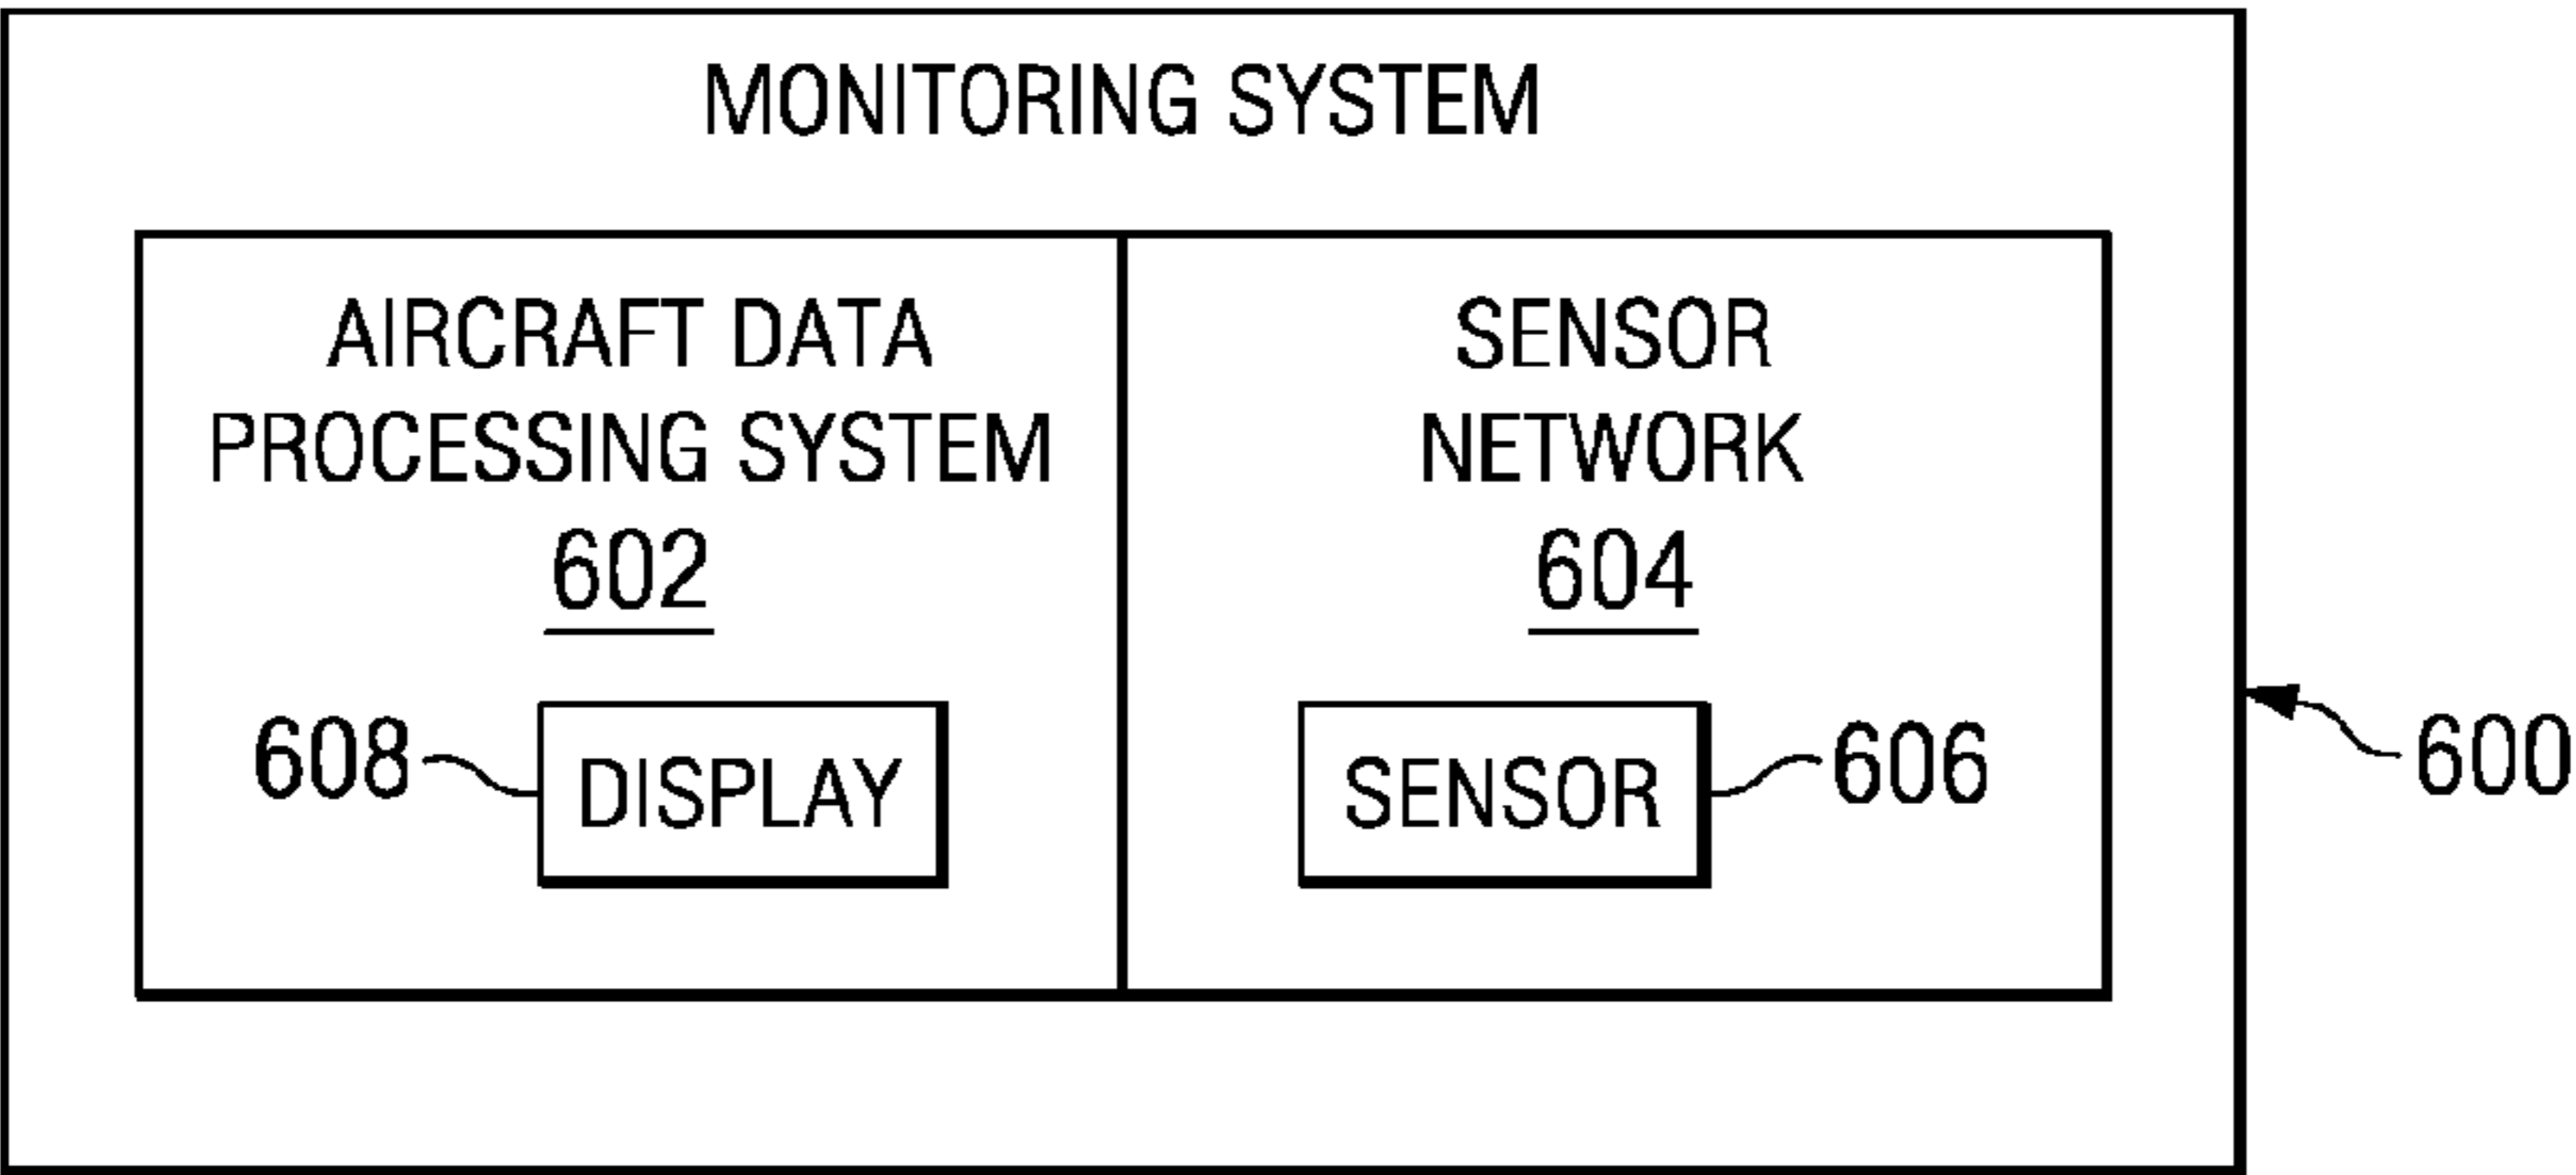 MONITORING SYSTEM
AIRCRAFT DATA
PROCESSING SYSTEM
602
608
DISPLAY
SENSOR
NETWORK
604
SENSOR
606
600